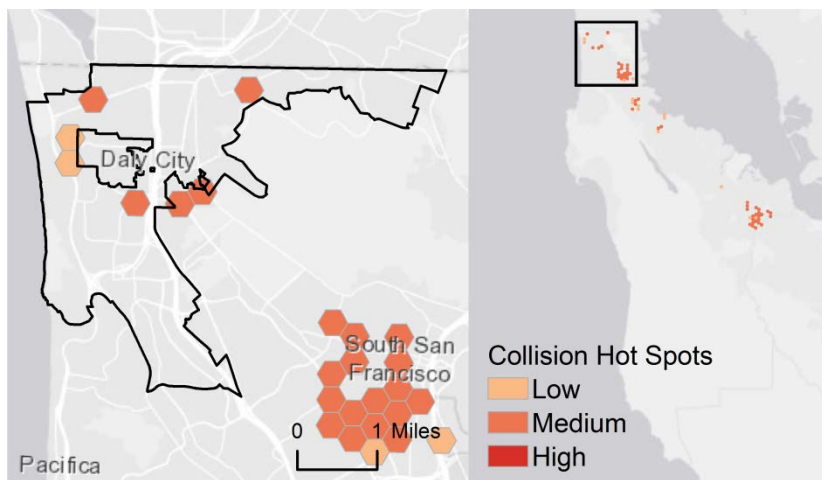 Daly City
South San
Francisco
0 1 Miles
Pacifica
Collision Hot Spots
Low
Medium
High